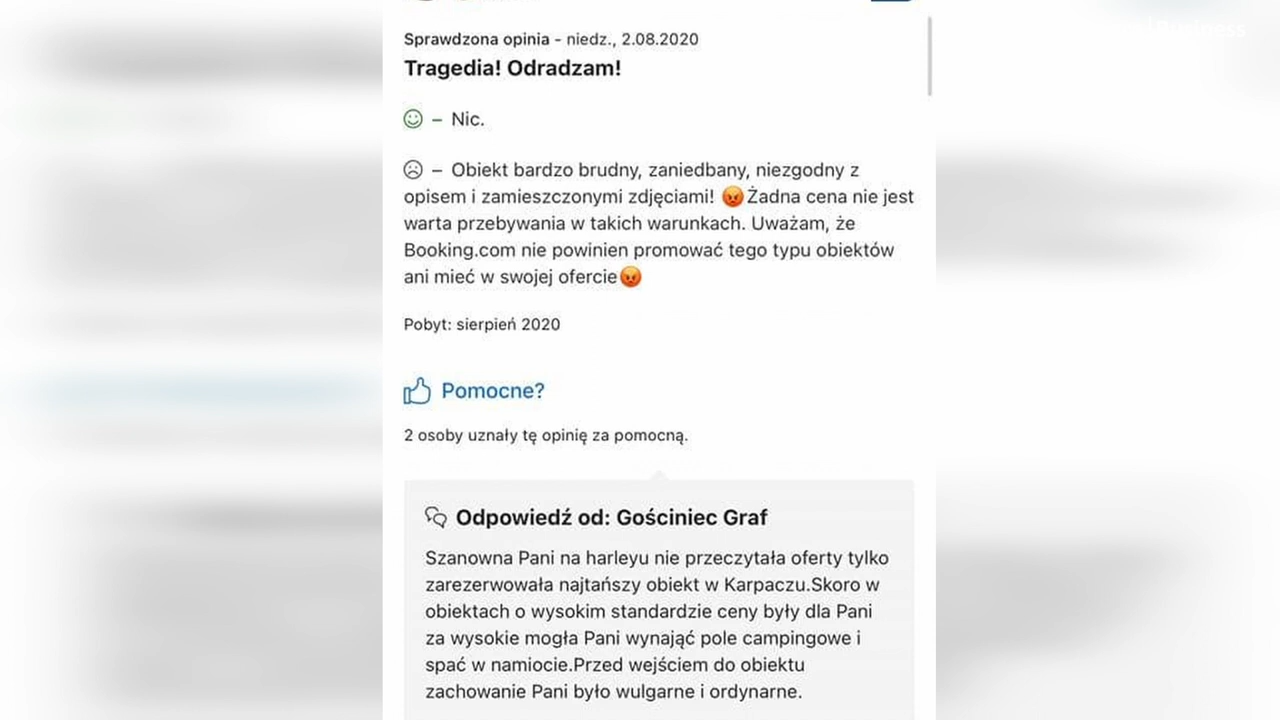 Business
Sprawdzona opinia - niedz., 2.08.2020
Tragedia! Odradzam!
– Nic.
– Obiekt bardzo brudny, zaniedbany, niezgodny z
opisem i zamieszczonymi zdjęciami! 😡Żadna cena nie jest
warta przebywania w takich warunkach. Uważam, że
Booking.com nie powinien promować tego typu obiektów
ani mieć w swojej ofercie😡
Pobyt: sierpień 2020
Pomocne?
2 osoby uznały tę opinię za pomocną.
Odpowiedź od: Gościniec Graf
Szanowna Pani na harleyu nie przeczytała oferty tylko
zarezerwowała najtańszy obiekt w Karpaczu.Skoro w
obiektach o wysokim standardzie ceny były dla Pani
za wysokie mogła Pani wynająć pole campingowe i
spać w namiocie.Przed wejściem do obiektu
zachowanie Pani było wulgarne i ordynarne.